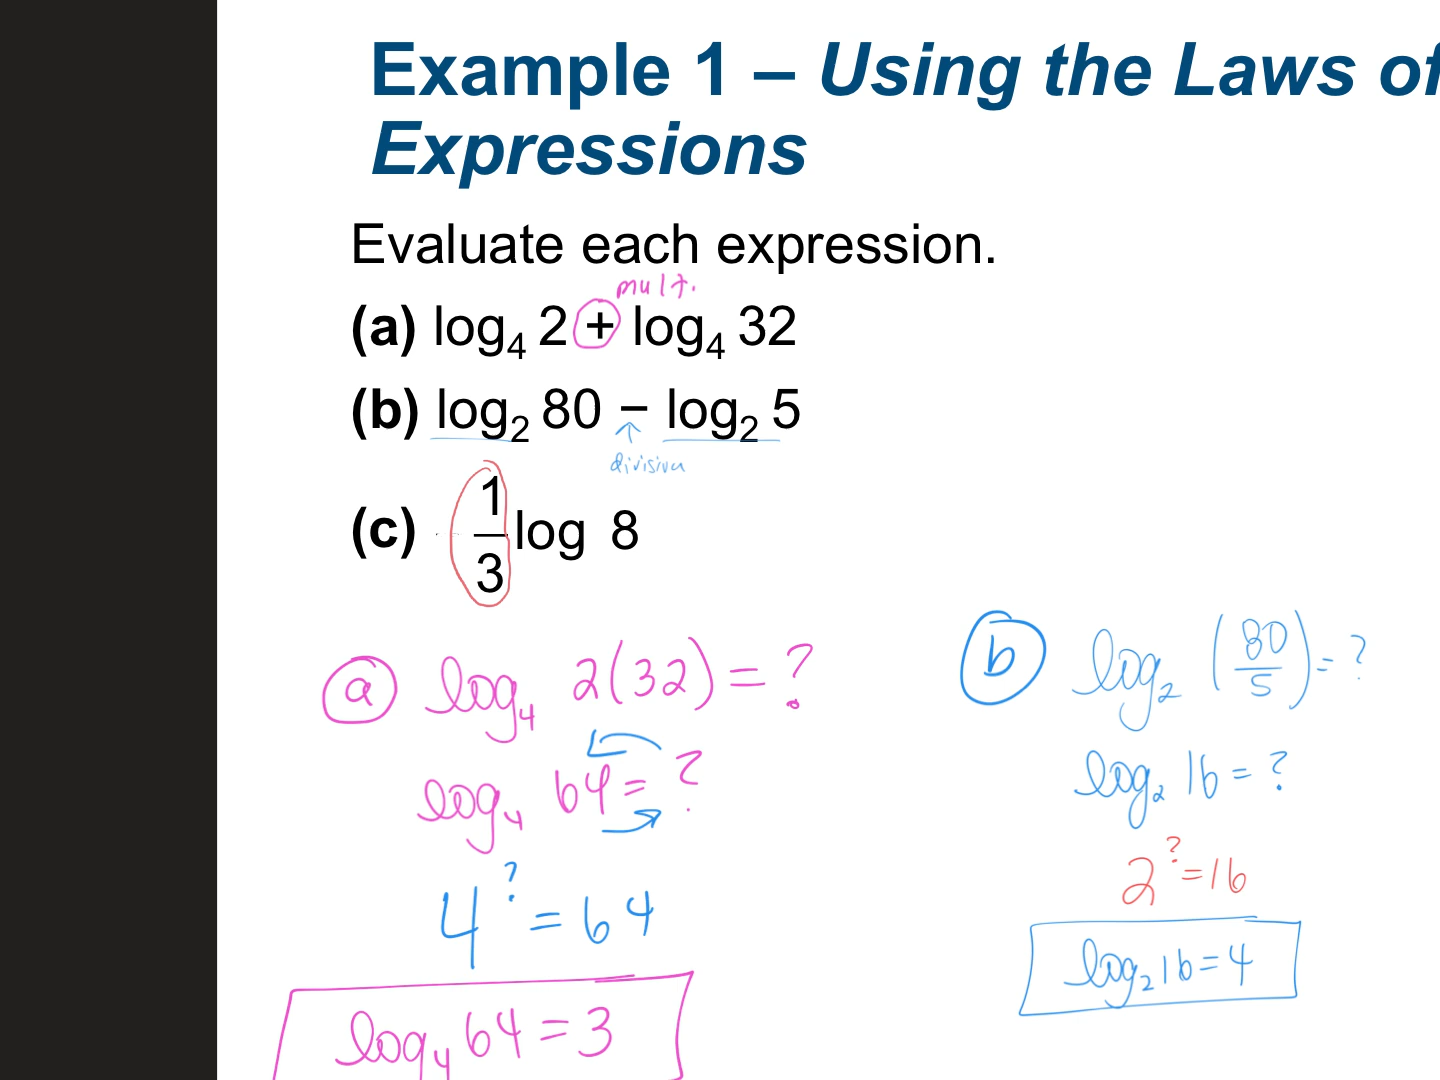 Example 1 – Using the Laws of
Expressions
Evaluate each expression.
mult.
(a) log₄ 2 + log₄ 32
(b) log₂ 80 − log₂ 5
division
(c) 1/3 log 8
a log₄ 2(32) = ?
log₄ 64 = ?
4^? = 64
log₄ 64 = 3
b log₂ (80/5) = ?
log₂ 16 = ?
2^? = 16
log₂ 16 = 4